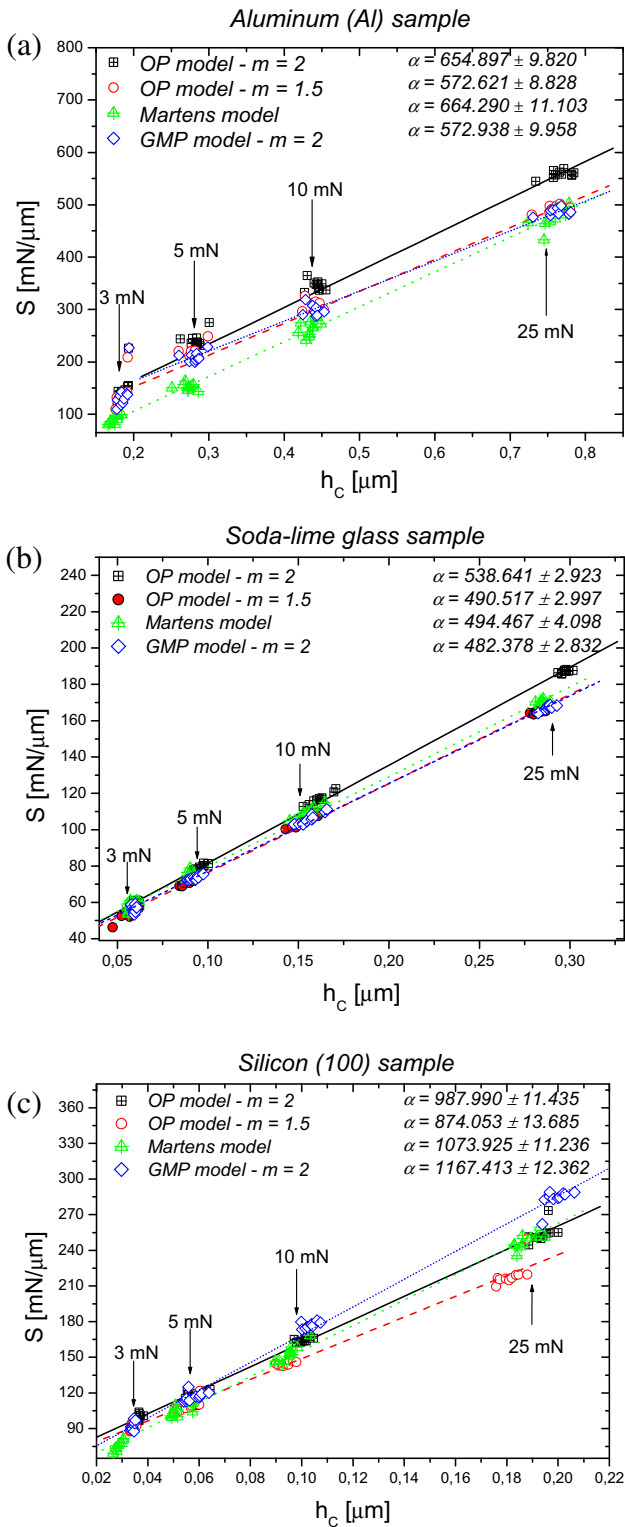 Aluminum (Al) sample
(a)
800
700
600
500
400
300
200
100
S [mN/μm]
OP model - m = 2
OP model - m = 1.5
Martens model
GMP model - m = 2
α = 654.897 ± 9.820
α = 572.621 ± 8.828
α = 664.290 ± 11.103
α = 572.938 ± 9.958
3 mN
5 mN
10 mN
25 mN
0,2 0,3 0,4 0,5 0,6 0,7 0,8
h_C [μm]
Soda-lime glass sample
(b)
240
220
200
180
160
140
120
100
80
60
40
S [mN/μm]
OP model - m = 2
OP model - m = 1.5
Martens model
GMP model - m = 2
α = 538.641 ± 2.923
α = 490.517 ± 2.997
α = 494.467 ± 4.098
α = 482.378 ± 2.832
3 mN
5 mN
10 mN
25 mN
0,05 0,10 0,15 0,20 0,25 0,30
h_C [μm]
Silicon (100) sample
(c)
360
330
300
270
240
210
180
150
120
90
S [mN/μm]
OP model - m = 2
OP model - m = 1.5
Martens model
GMP model - m = 2
α = 987.990 ± 11.435
α = 874.053 ± 13.685
α = 1073.925 ± 11.236
α = 1167.413 ± 12.362
3 mN
5 mN
10 mN
25 mN
0,02 0,04 0,06 0,08 0,10 0,12 0,14 0,16 0,18 0,20 0,22
h_C [μm]